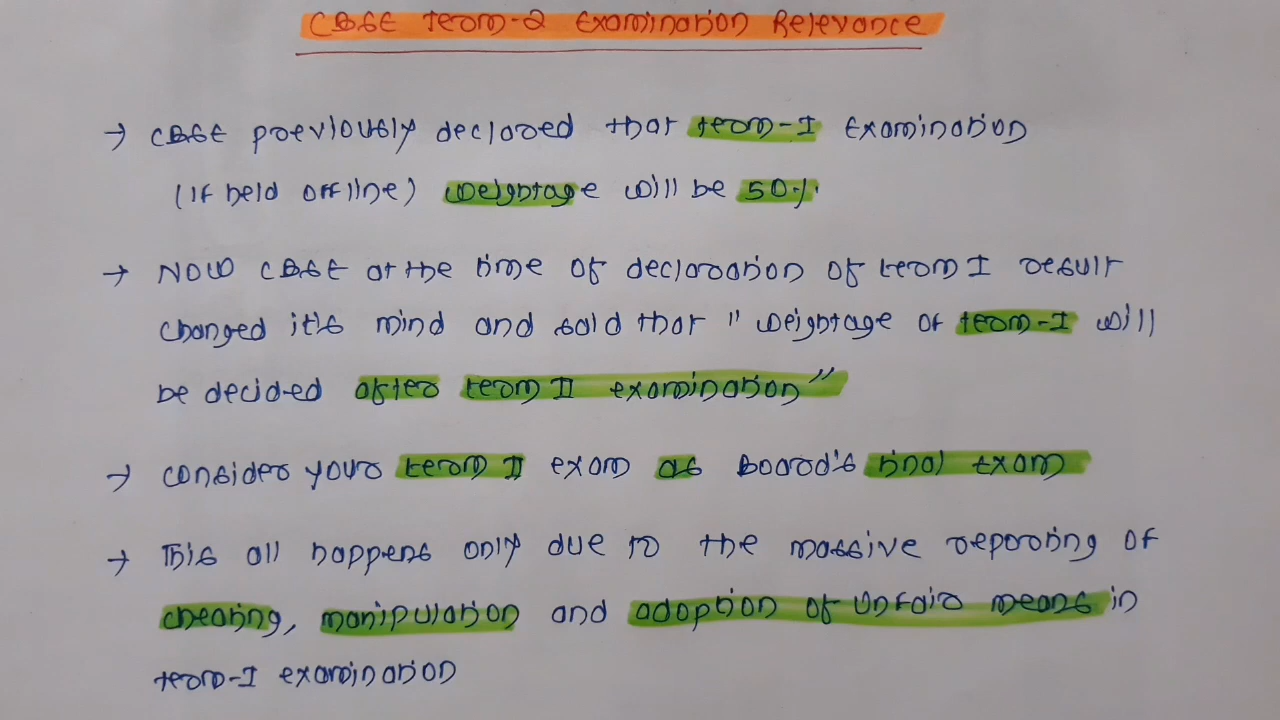 CBSE term-2 Examination Relevance
→ CBSE previously declared that term-I Examination
(If held offline) weightage will be 50%.
→ NOW CBSE at the time of declaration of term I result
changed it's mind and said that " weightage of term-I will
be decided after term II examination"
→ consider your term II exam as Board's final Exam
→ This all happens only due to the massive reporting of
cheating, manipulation and adoption of Unfair means in
term-I examination